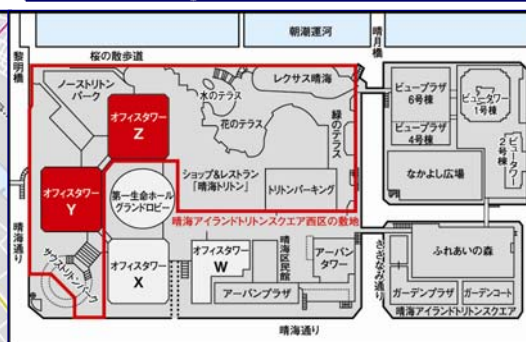 朝潮運河
晴月橋
黎明橋
桜の散歩道
ノーストリトン
パーク
オフィスタワー
Z
水のテラス
花のテラス
レクサス晴海
緑のテラス
ビュープラザ
6号棟
ビュータワー
1号棟
ビュープラザ
4号棟
ビュータワー
2号棟
なかよし広場
オフィスタワー
Y
第一生命ホール
グランドロビー
ショップ&レストラン
「晴海トリトン」
トリトンパーキング
晴海アイランドトリトンスクエア西区の敷地
晴海通り
サウストリトンパーク
オフィスタワー
X
オフィスタワー
W
晴海区民館
アーバン
タワー
アーバンプラザ
さざなみ通り
ふれあいの森
ガーデンプラザ
ガーデンコート
晴海アイランドトリトンスクエア
晴海通り